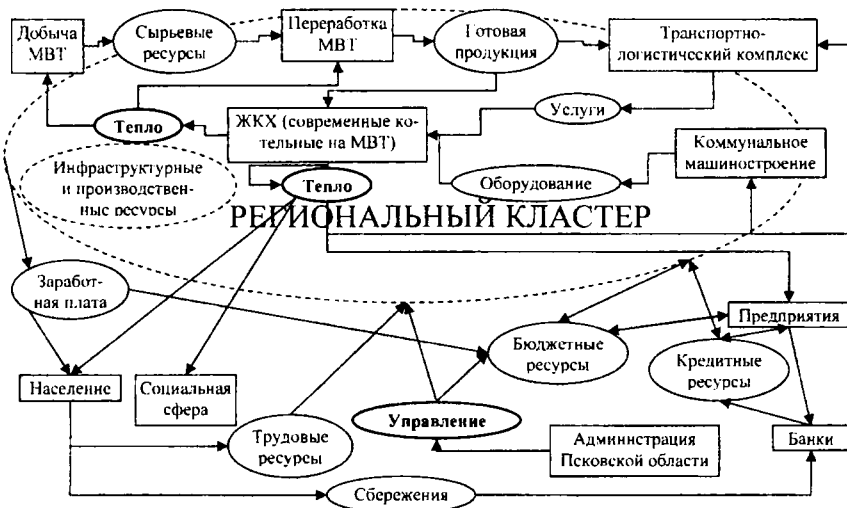 Добыча
МВТ
Сырьевые
ресурсы
Переработка
МВТ
Готовая
продукция
Транспортно-
логистический комплекс
Тепло
ЖКХ (современные ко-
тельные на МВТ)
Услуги
Коммунальное
машиностроение
Инфраструктурные
и производствен-
ные ресурсы
Тепло
Оборудование
РЕГИОНАЛЬНЫЙ КЛАСТЕР
Заработ-
ная плата
Бюджетные
ресурсы
Предприятия
Кредитные
ресурсы
Население
Социальная
сфера
Управление
Трудовые
ресурсы
Администрация
Псковской области
Банки
Сбережения